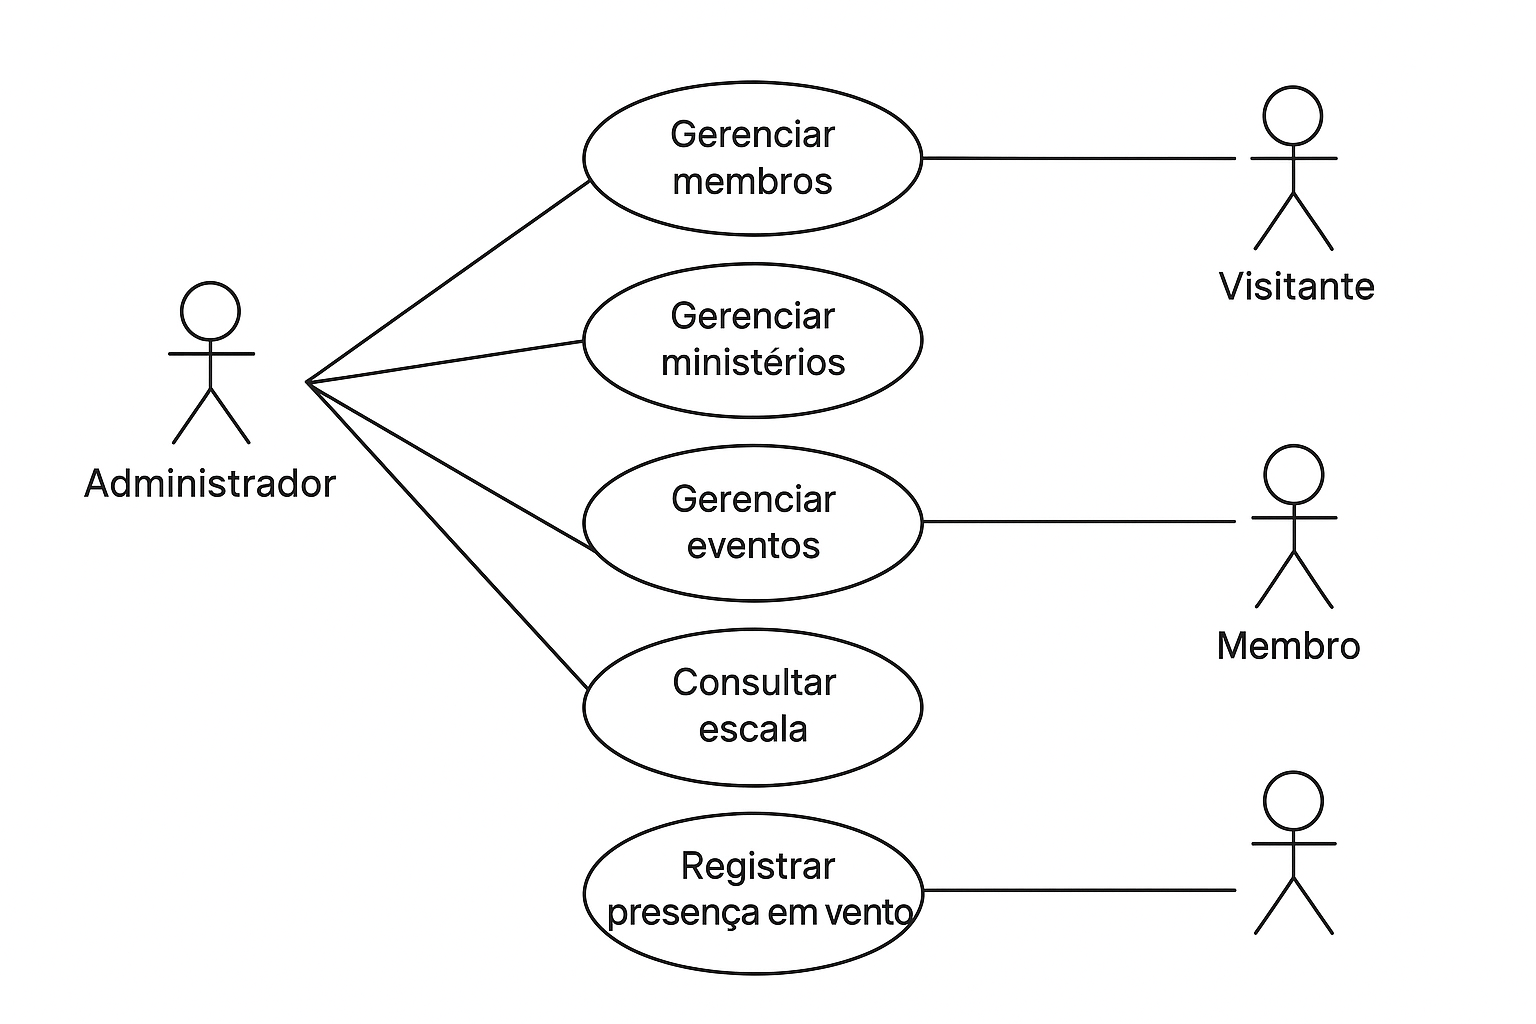 Gerenciar
membros
Visitante
Gerenciar
ministérios
Administrador
Gerenciar
eventos
Membro
Consultar
escala
Registrar
presença em vento